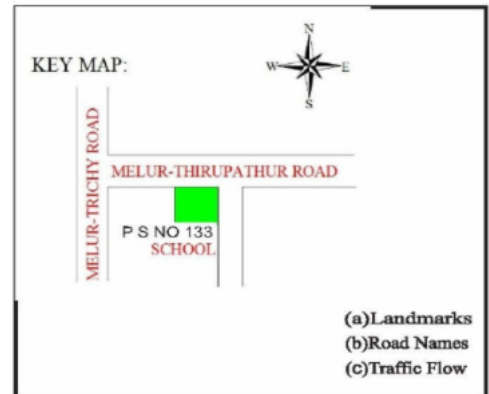 N
KEY MAP:
W E
S
MELUR-TRICHY ROAD
MELUR-THIRUPATHUR ROAD
P S NO 133
SCHOOL
(a)Landmarks
(b)Road Names
(c)Traffic Flow